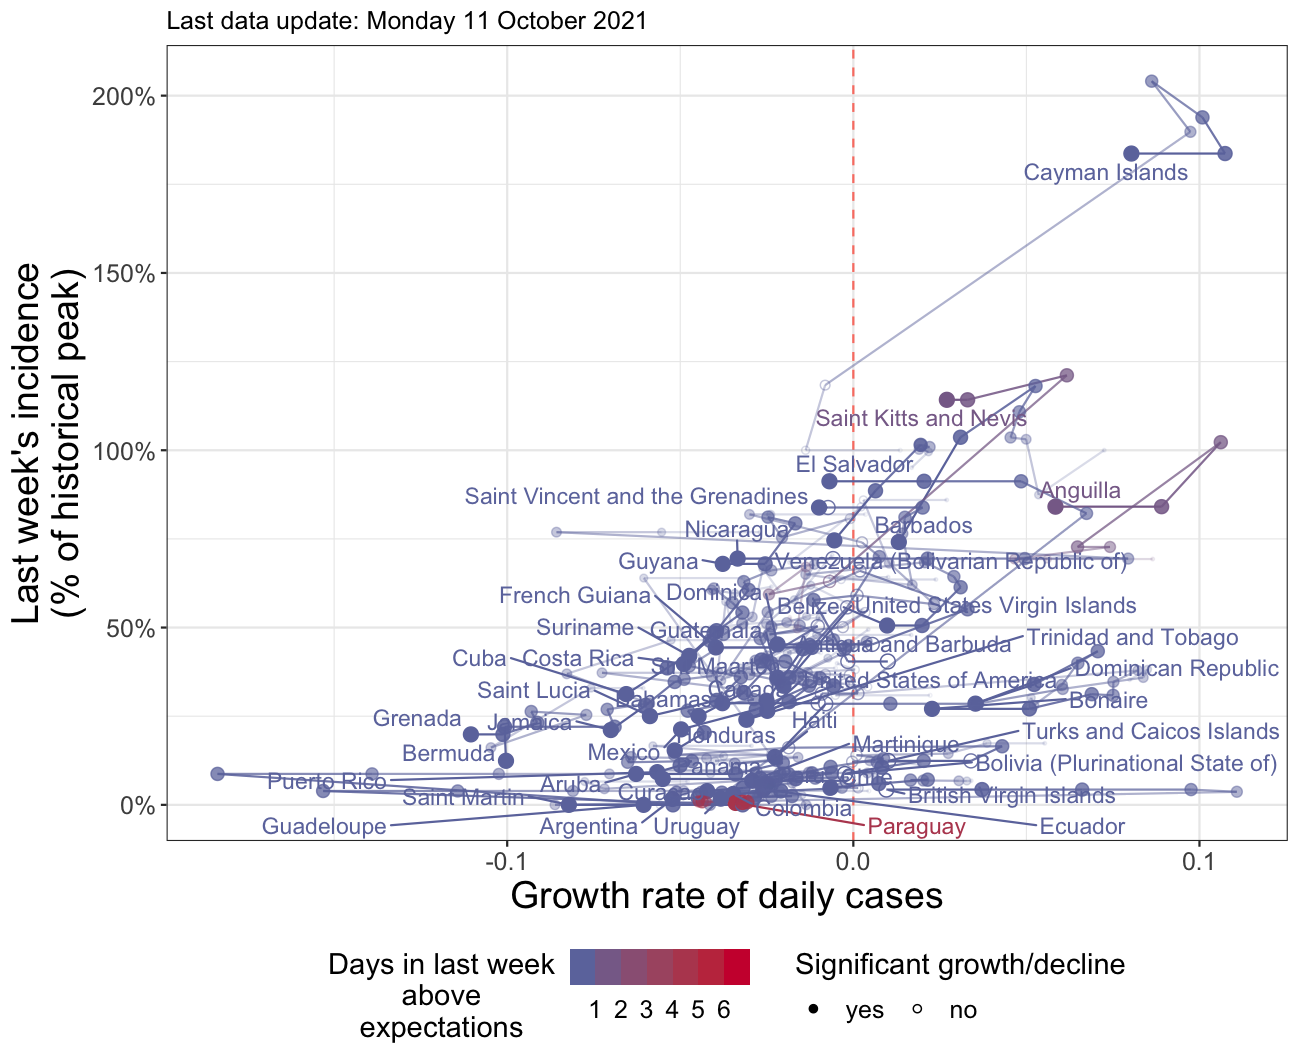 Last data update: Monday 11 October 2021
Last week's incidence
(% of historical peak)
200%
150%
100%
50%
0%
Cayman Islands
Saint Kitts and Nevis
El Salvador
Anguilla
Saint Vincent and the Grenadines
Nicaragua
Barbados
Guyana
Venezuela (Bolivarian Republic of)
French Guiana
Dominica
Belize
United States Virgin Islands
Suriname
Guatemala
Antigua and Barbuda
Trinidad and Tobago
Cuba
Costa Rica
Maarten
Dominican Republic
Saint Lucia
Canada
United States of America
Bahamas
Bonaire
Grenada
Jamaica
Haiti
Honduras
Turks and Caicos Islands
Bermuda
Mexico
Martinique
Panama
Bolivia (Plurinational State of)
Puerto Rico
Aruba
Chile
Saint Martin
Curaçao
British Virgin Islands
Colombia
Guadeloupe
Argentina
Uruguay
Paraguay
Ecuador
-0.1
0.0
0.1
Growth rate of daily cases
Days in last week
above
expectations
1 2 3 4 5 6
Significant growth/decline
yes
no